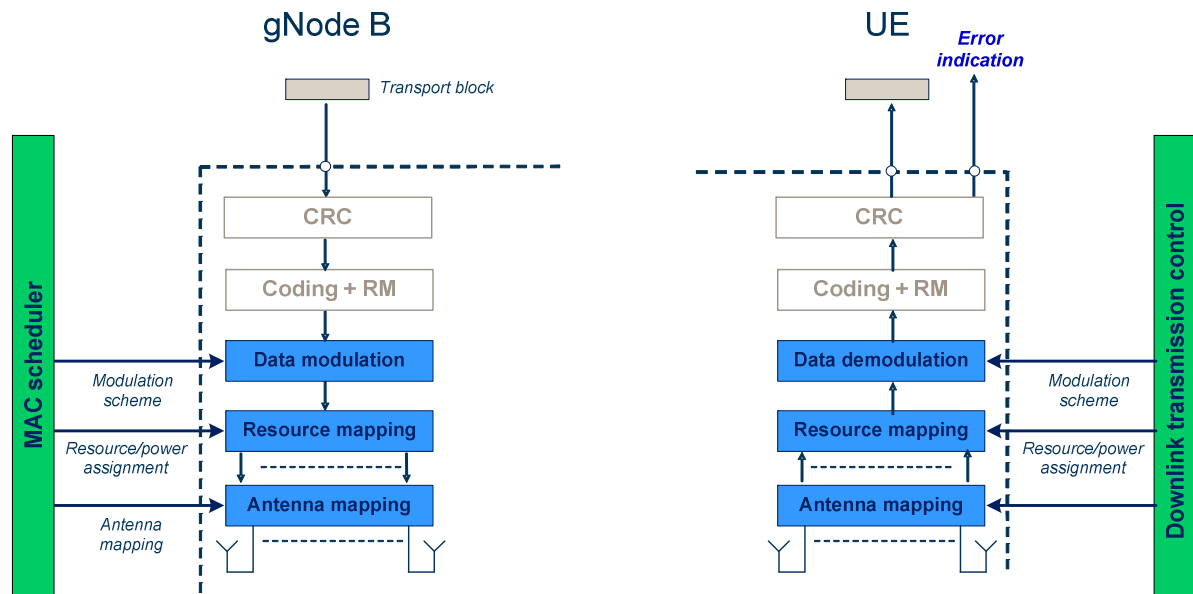 gNode B
Transport block
MAC scheduler
CRC
Coding + RM
Data modulation
Modulation
scheme
Resource mapping
Resource/power
assignment
Antenna mapping
Antenna
mapping
UE
Error
indication
CRC
Coding + RM
Data demodulation
Modulation
scheme
Resource mapping
Resource/power
assignment
Antenna mapping
Downlink transmission control